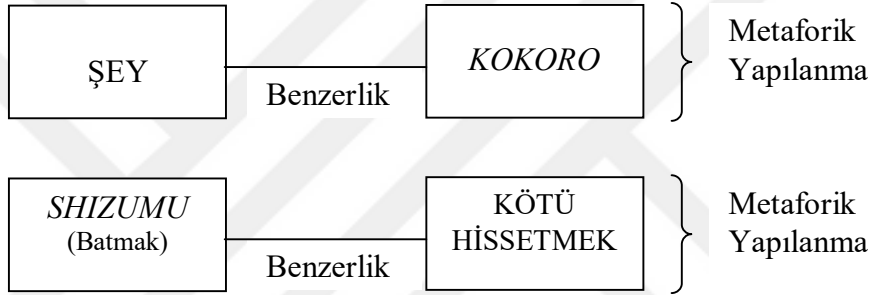 ŞEY
Benzerlik
KOKORO
Metaforik
Yapılanma
SHIZUMU
(Batmak)
Benzerlik
KÖTÜ
HİSSETMEK
Metaforik
Yapılanma